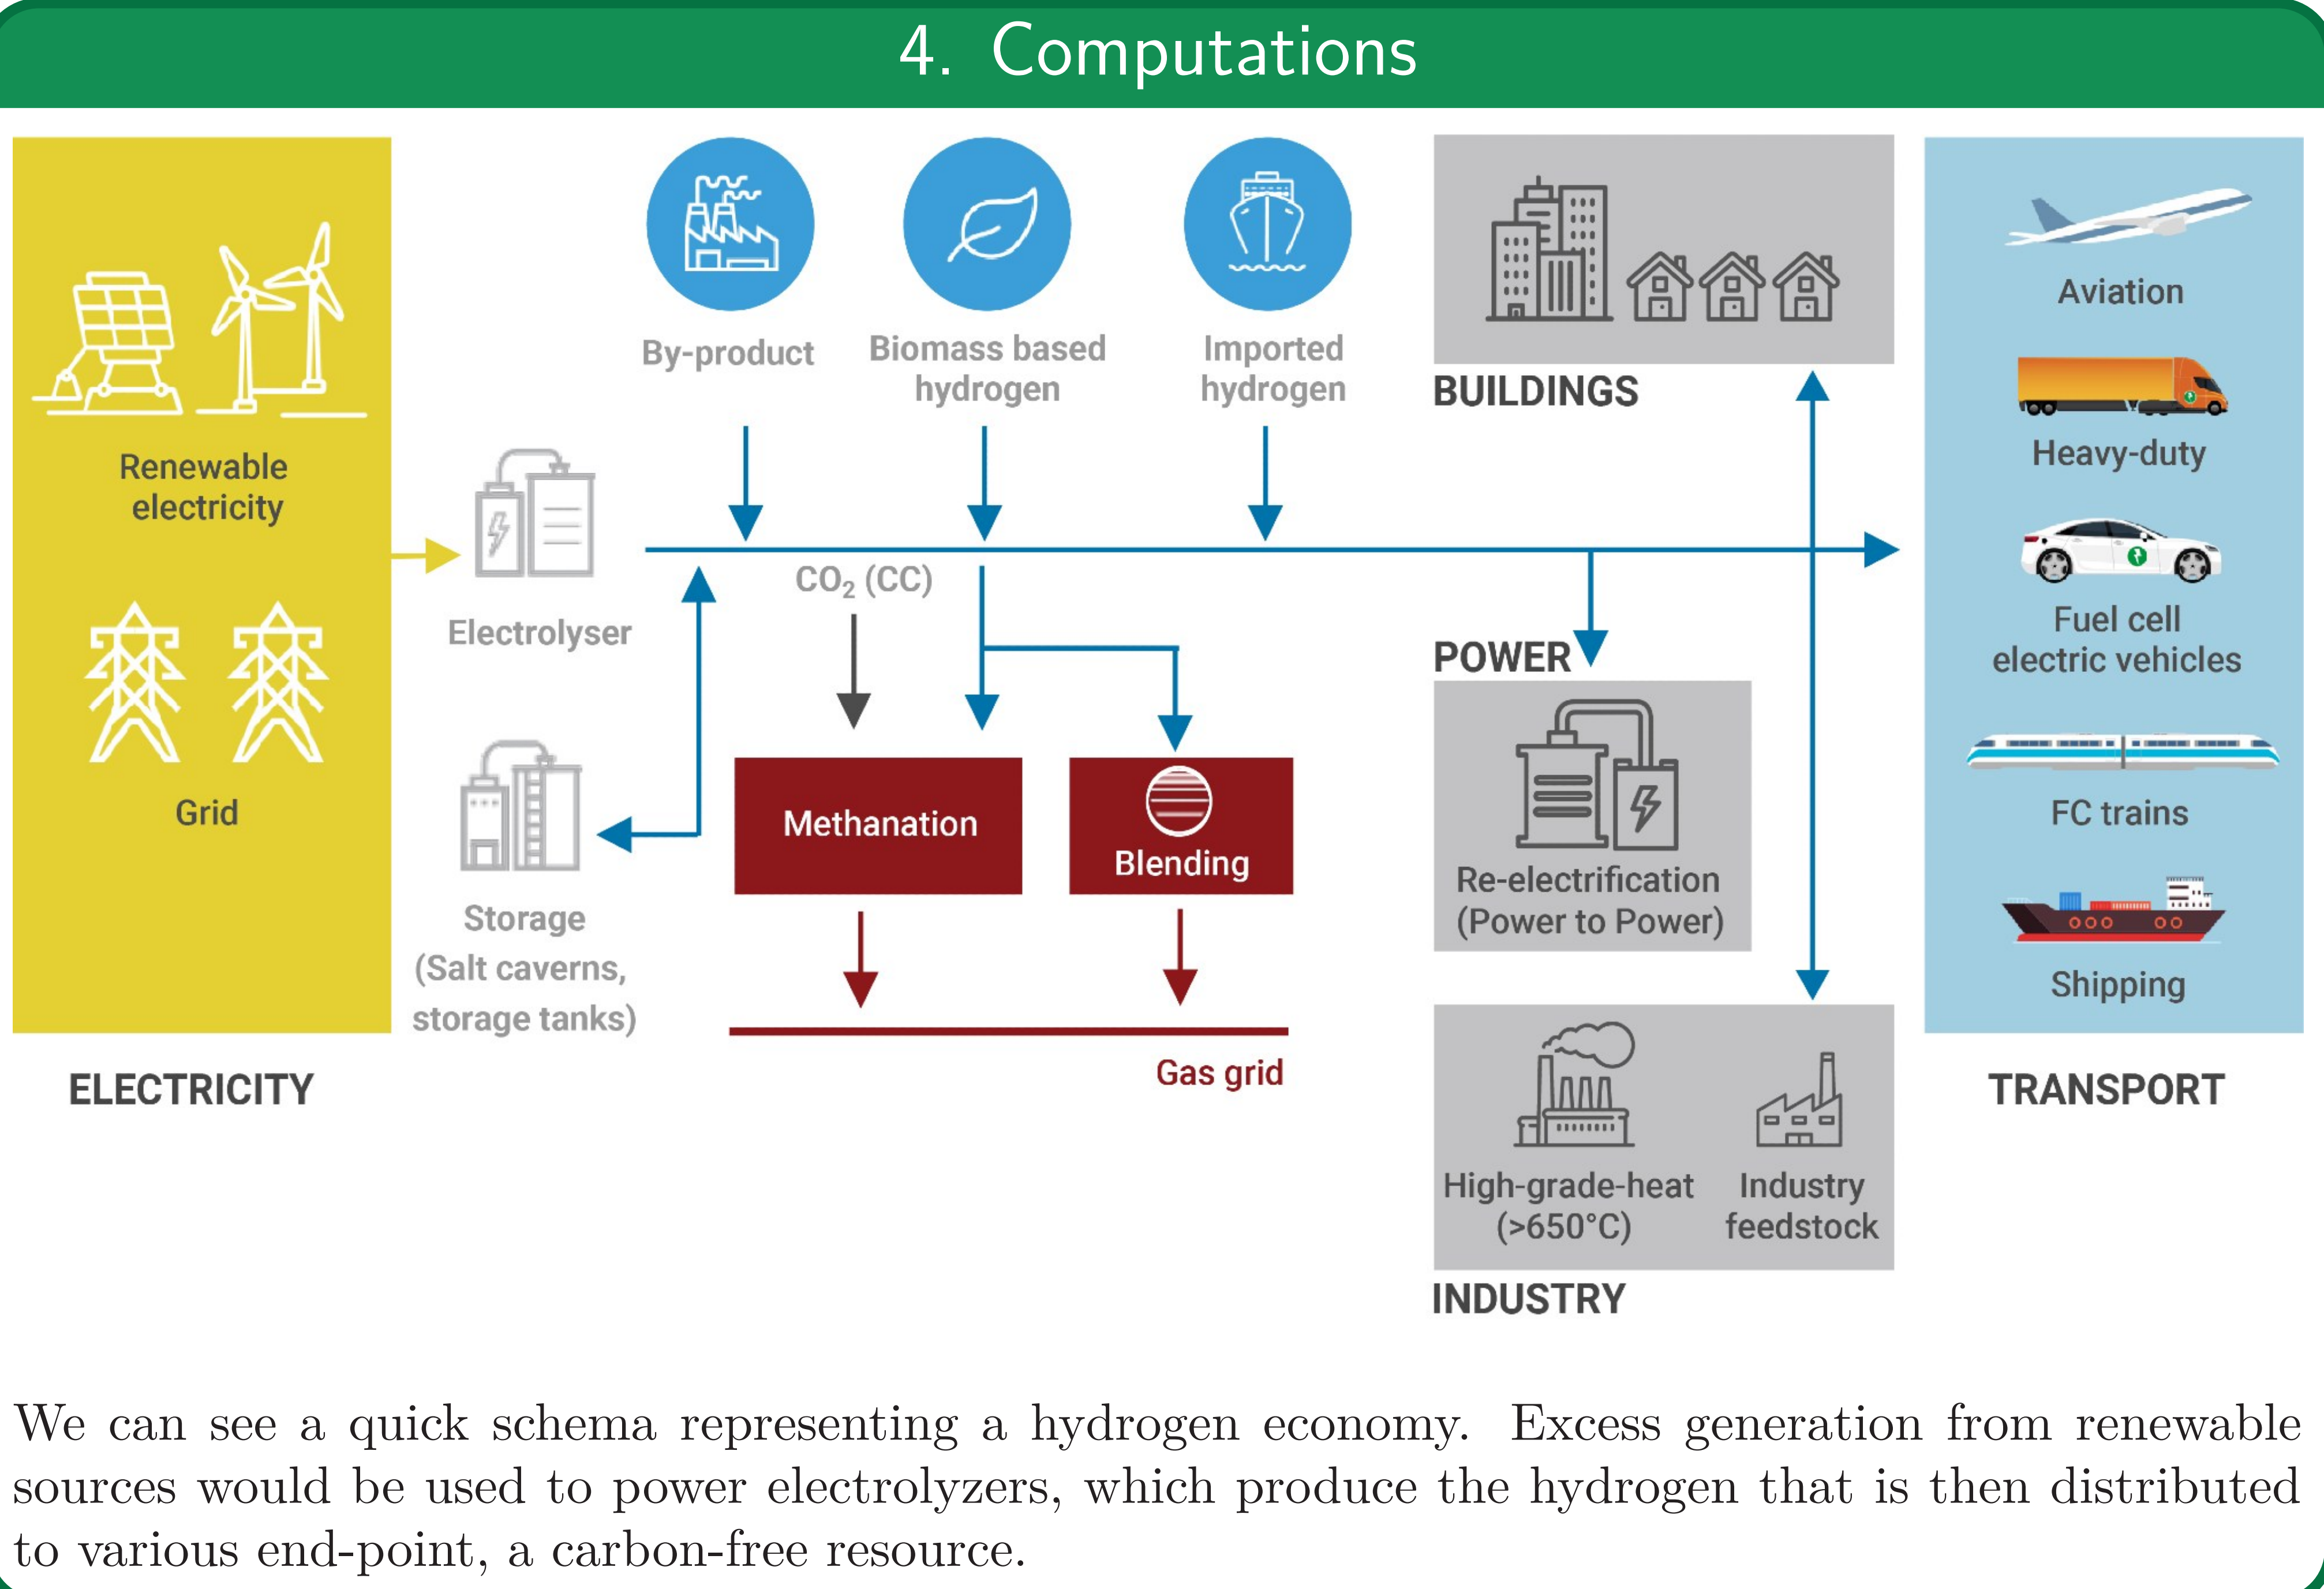 4. Computations
Renewable
electricity
Grid
ELECTRICITY
Electrolyser
Storage
(Salt caverns,
storage tanks)
By-product
Biomass based
hydrogen
Imported
hydrogen
CO₂ (CC)
Methanation
Blending
Gas grid
BUILDINGS
POWER
Re-electrification
(Power to Power)
High-grade-heat
(>650°C)
Industry
feedstock
INDUSTRY
Aviation
Heavy-duty
Fuel cell
electric vehicles
FC trains
Shipping
TRANSPORT
We can see a quick schema representing a hydrogen economy. Excess generation from renewable
sources would be used to power electrolyzers, which produce the hydrogen that is then distributed
to various end-point, a carbon-free resource.